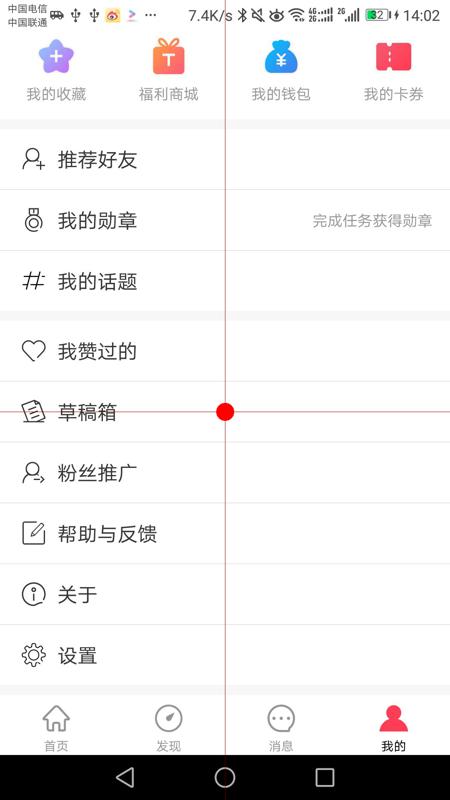 中国电信
中国联通
7.4K/s
4G 2G
2G
32
14:02
我的收藏
福利商城
我的钱包
我的卡券
推荐好友
我的勋章
完成任务获得勋章
我的话题
我赞过的
草稿箱
粉丝推广
帮助与反馈
关于
设置
首页
发现
消息
我的